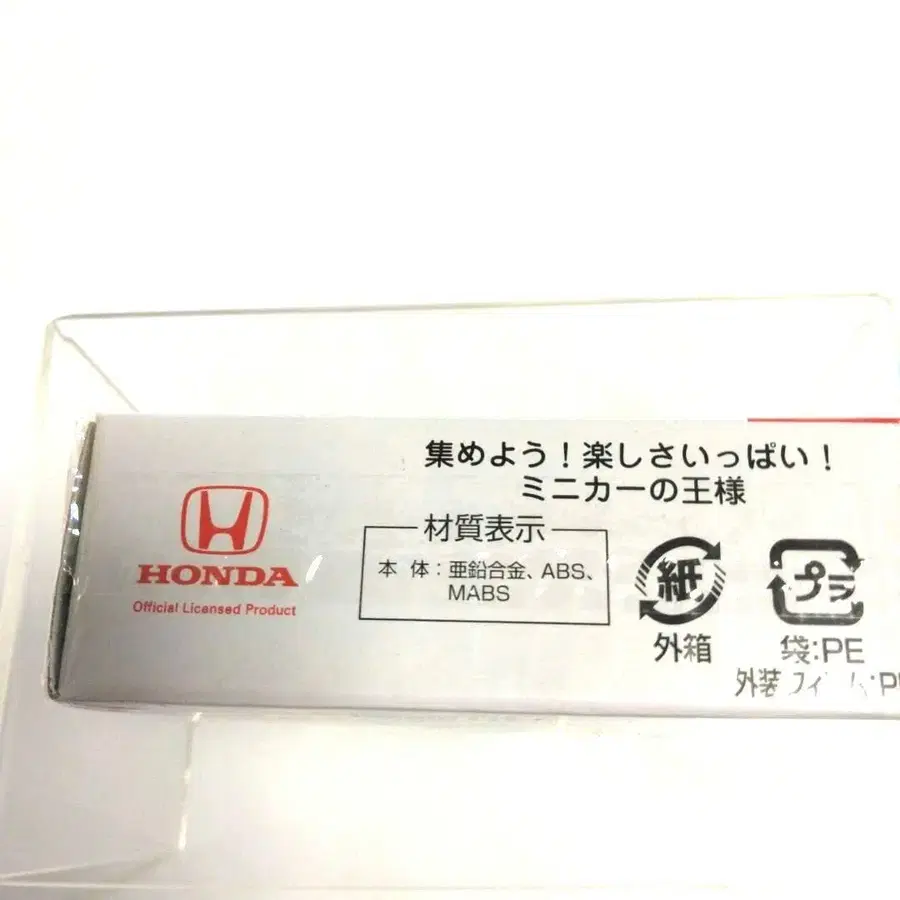 集めよう！楽しさいっぱい！
ミニカーの王様
HONDA
Official Licensed Product
材質表示
本 体：亜鉛合金、ABS、
MABS
紙
外箱
プラ
袋：PE